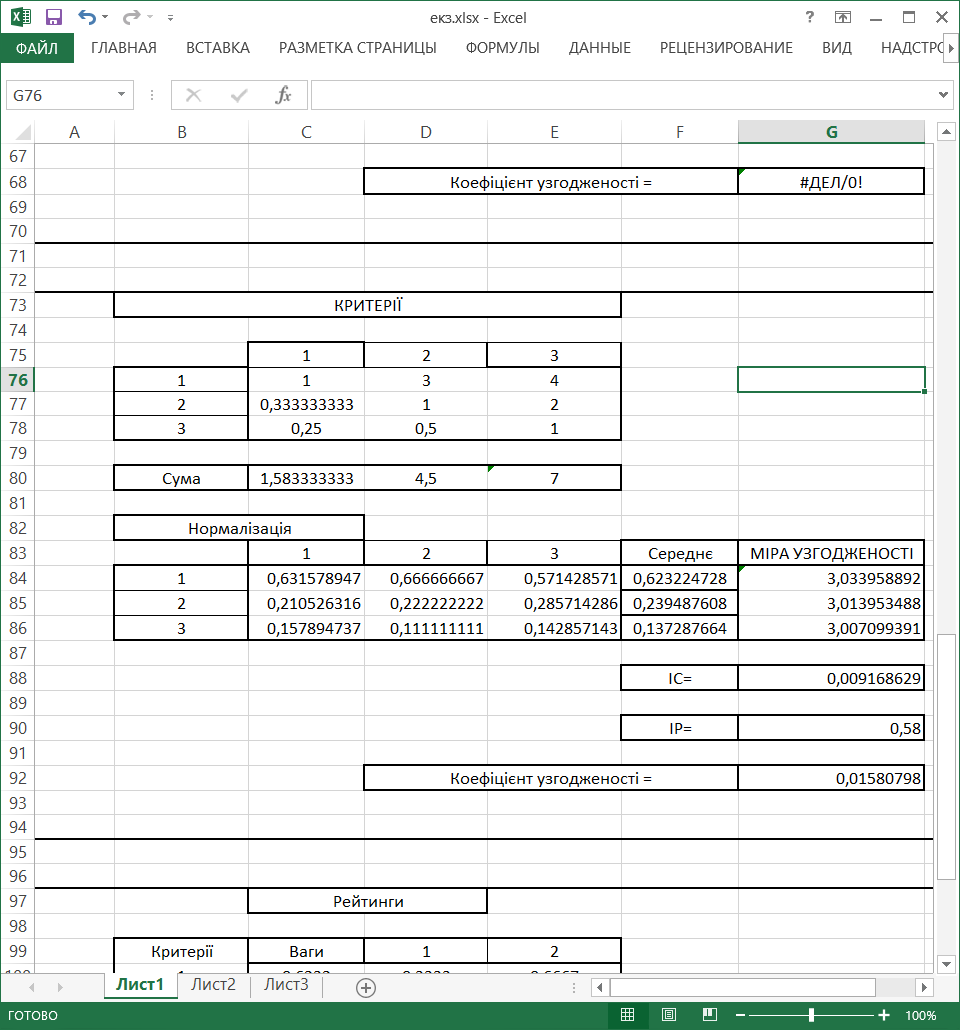 екз.xlsx - Excel
?
ФАЙЛ ГЛАВНАЯ ВСТАВКА РАЗМЕТКА СТРАНИЦЫ ФОРМУЛЫ ДАННЫЕ РЕЦЕНЗИРОВАНИЕ ВИД НАДСТРО
G76 fx
A B C D E F G
67
68 Коефіцієнт узгодженості = #ДЕЛ/0!
69
70
71
72
73 КРИТЕРІЇ
74
75 1 2 3
76 1 1 3 4
77 2 0,333333333 1 2
78 3 0,25 0,5 1
79
80 Сума 1,583333333 4,5 7
81
82 Нормалізація
83 1 2 3 Середнє МІРА УЗГОДЖЕНОСТІ
84 1 0,631578947 0,666666667 0,571428571 0,623224728 3,033958892
85 2 0,210526316 0,222222222 0,285714286 0,239487608 3,013953488
86 3 0,157894737 0,111111111 0,142857143 0,137287664 3,007099391
87
88 ІС= 0,009168629
89
90 ІР= 0,58
91
92 Коефіцієнт узгодженості = 0,01580798
93
94
95
96
97 Рейтинги
98
99 Критерії Ваги 1 2
Лист1 Лист2 Лист3
ГОТОВО 100%